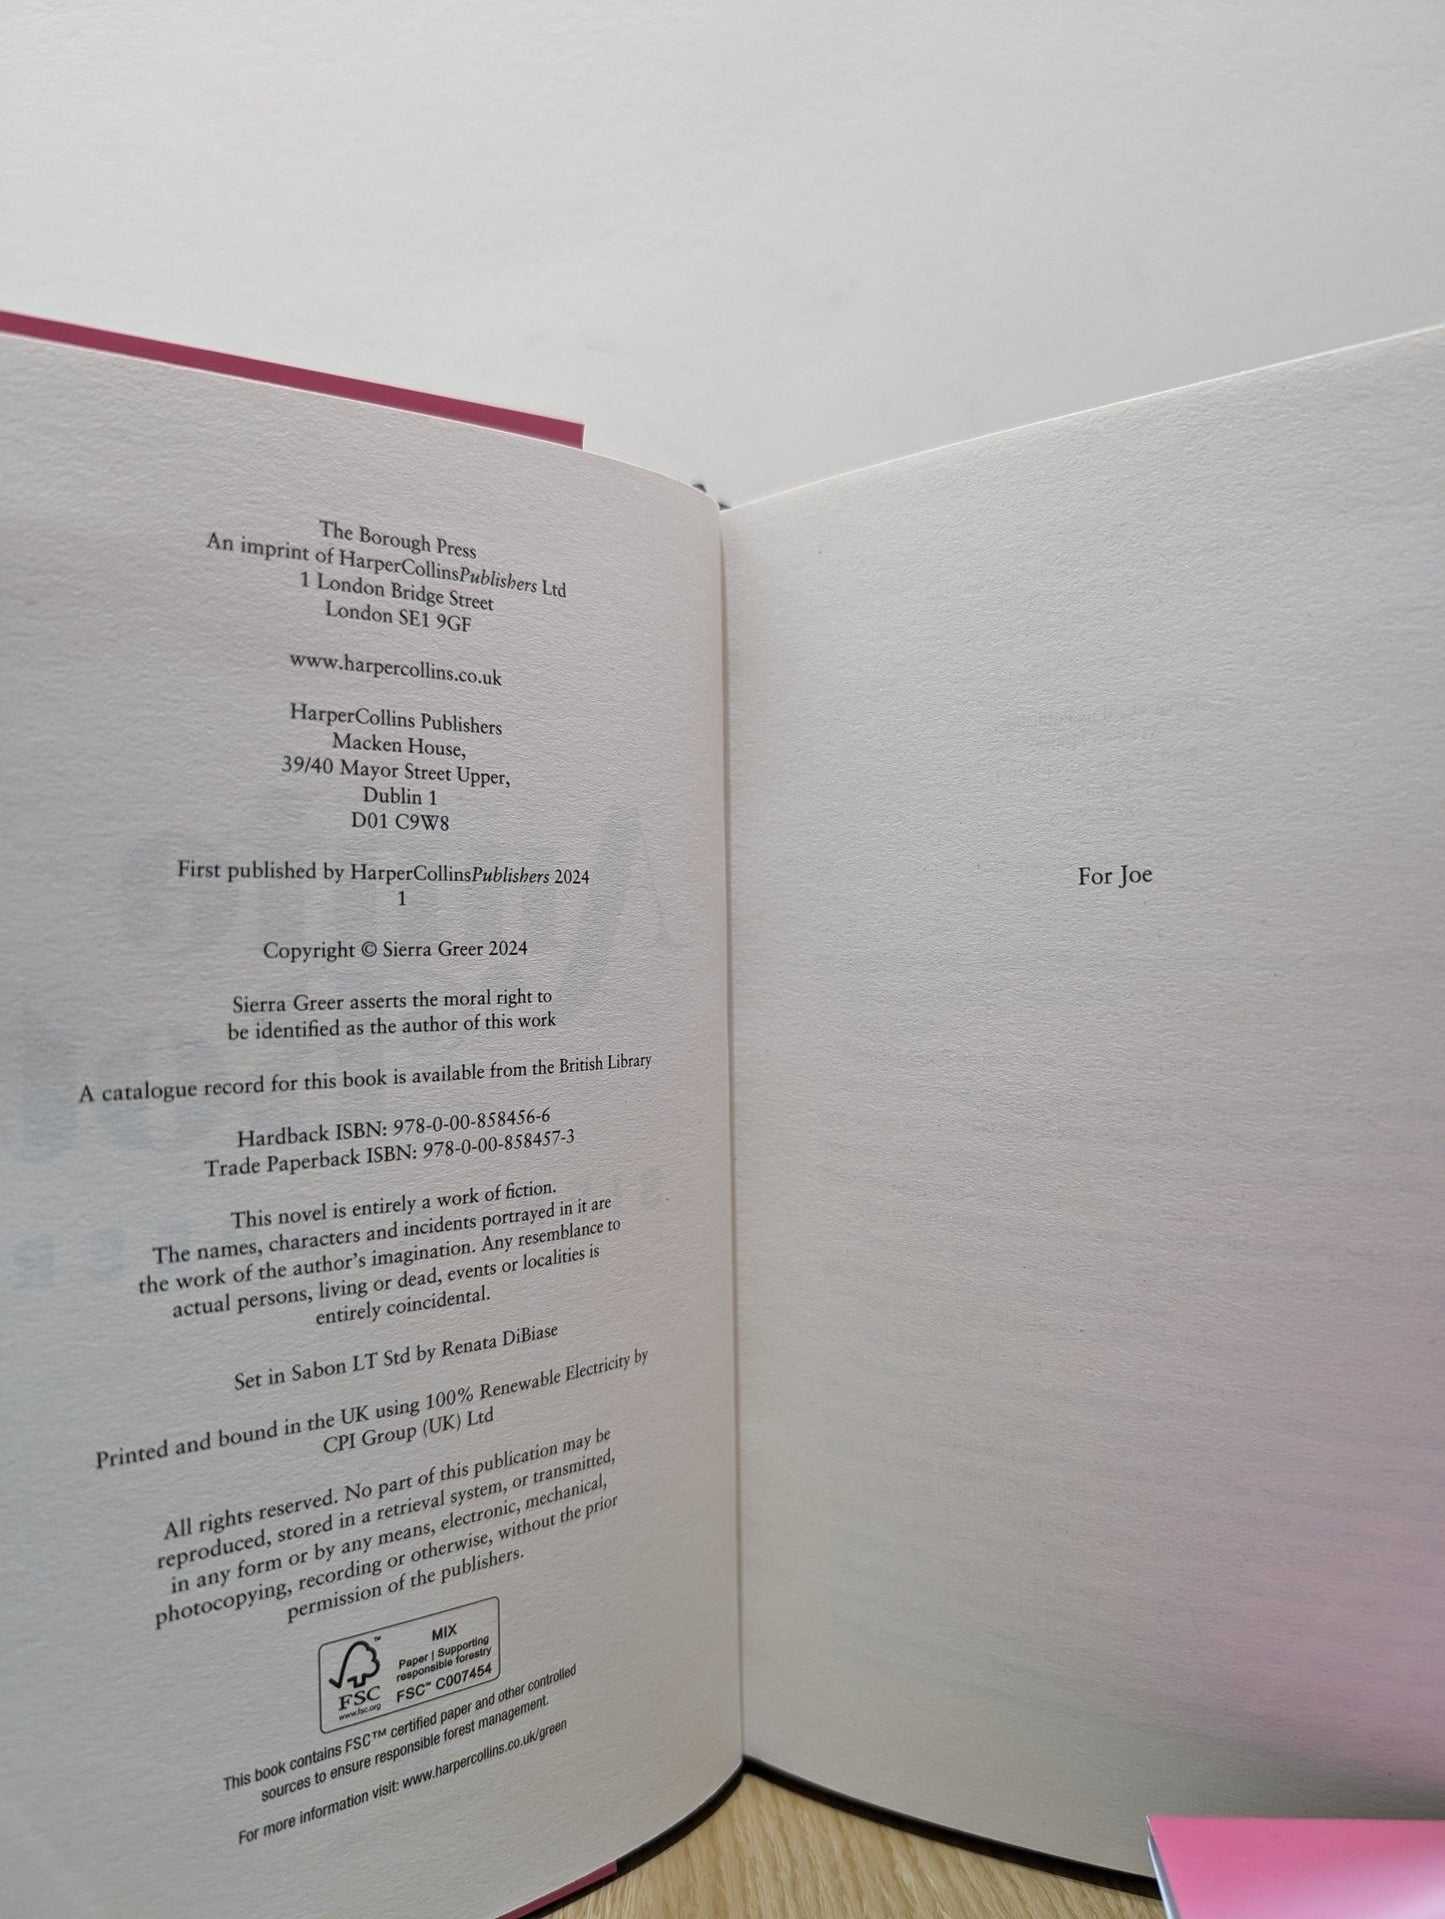 The Borough Press
An imprint of HarperCollinsPublishers Ltd
1 London Bridge Street
London SE1 9GF
www.harpercollins.co.uk
HarperCollins Publishers
Macken House,
39/40 Mayor Street Upper,
Dublin 1
D01 C9W8
First published by HarperCollinsPublishers 2024
1
Copyright © Sierra Greer 2024
Sierra Greer asserts the moral right to
be identified as the author of this work
A catalogue record for this book is available from the British Library
Hardback ISBN: 978-0-00-858456-6
Trade Paperback ISBN: 978-0-00-858457-3
This novel is entirely a work of fiction.
The names, characters and incidents portrayed in it are
the work of the author's imagination. Any resemblance to
actual persons, living or dead, events or localities is
entirely coincidental.
Set in Sabon LT Std by Renata DiBiase
Printed and bound in the UK using 100% Renewable Electricity by
CPI Group (UK) Ltd
All rights reserved. No part of this publication may be
reproduced, stored in a retrieval system, or transmitted,
in any form or by any means, electronic, mechanical,
photocopying, recording or otherwise, without the prior
permission of the publishers.
FSC™
www.fsc.org
MIX
Paper | Supporting
responsible forestry
FSC™ C007454
This book contains FSC™ certified paper and other controlled
sources to ensure responsible forest management.
For more information visit: www.harpercollins.co.uk/green
For Joe